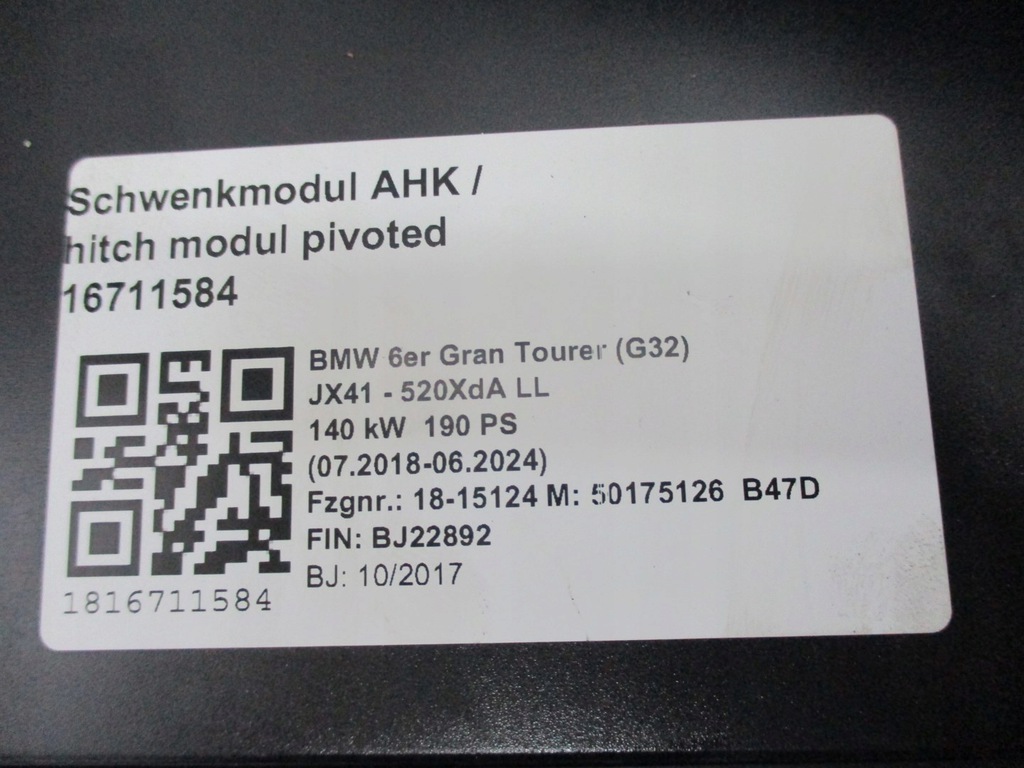 Schwenkmodul AHK /
hitch modul pivoted
16711584
BMW 6er Gran Tourer (G32)
JX41 - 520XdA LL
140 kW 190 PS
(07.2018-06.2024)
Fzgnr.: 18-15124 M: 50175126 B47D
FIN: BJ22892
BJ: 10/2017
1816711584